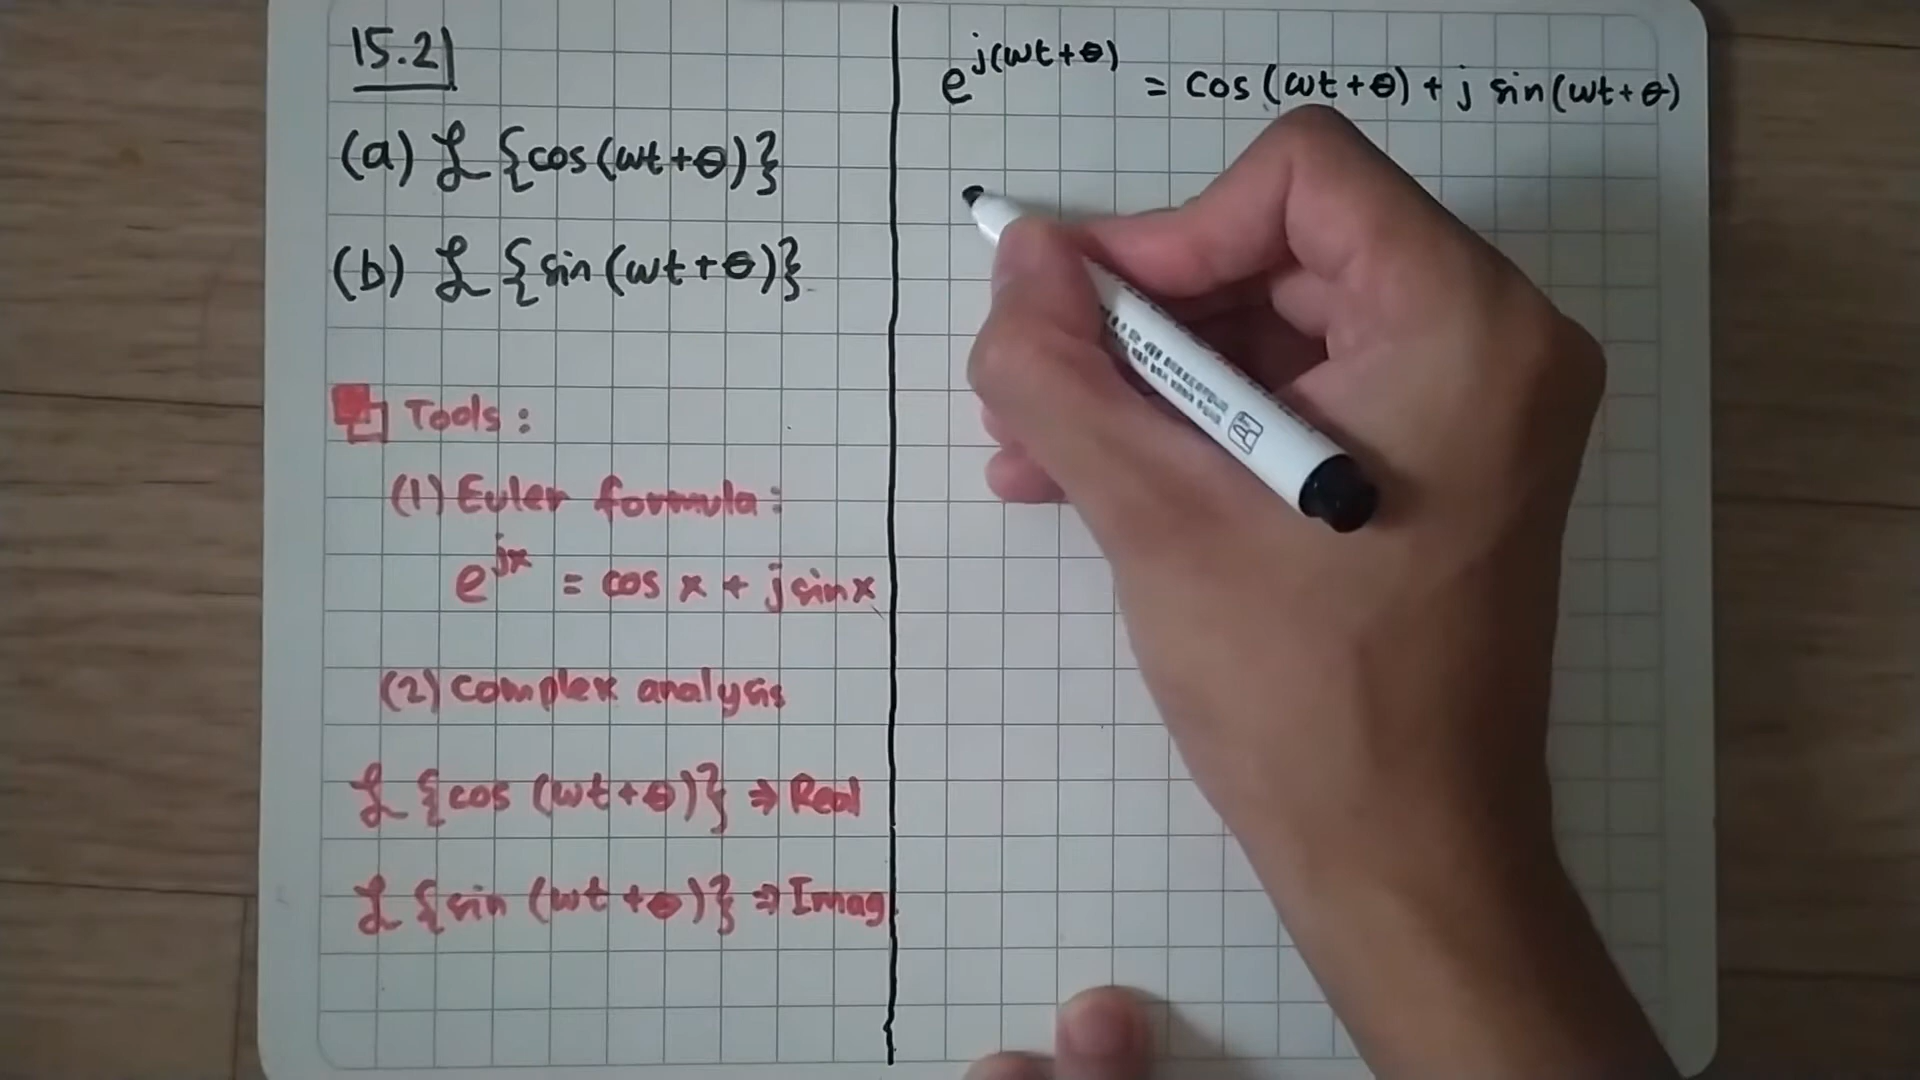 15.2
(a) ℒ {cos(ωt+θ)}
(b) ℒ {sin(ωt+θ)}
Tools:
(1) Euler formula:
e^jx = cos x + j sin x
(2) complex analysis
ℒ {cos (ωt+θ)} ⇒ Real
ℒ {sin (ωt+θ)} ⇒ Imag
e^j(ωt+θ) = cos(ωt+θ) + j sin(ωt+θ)